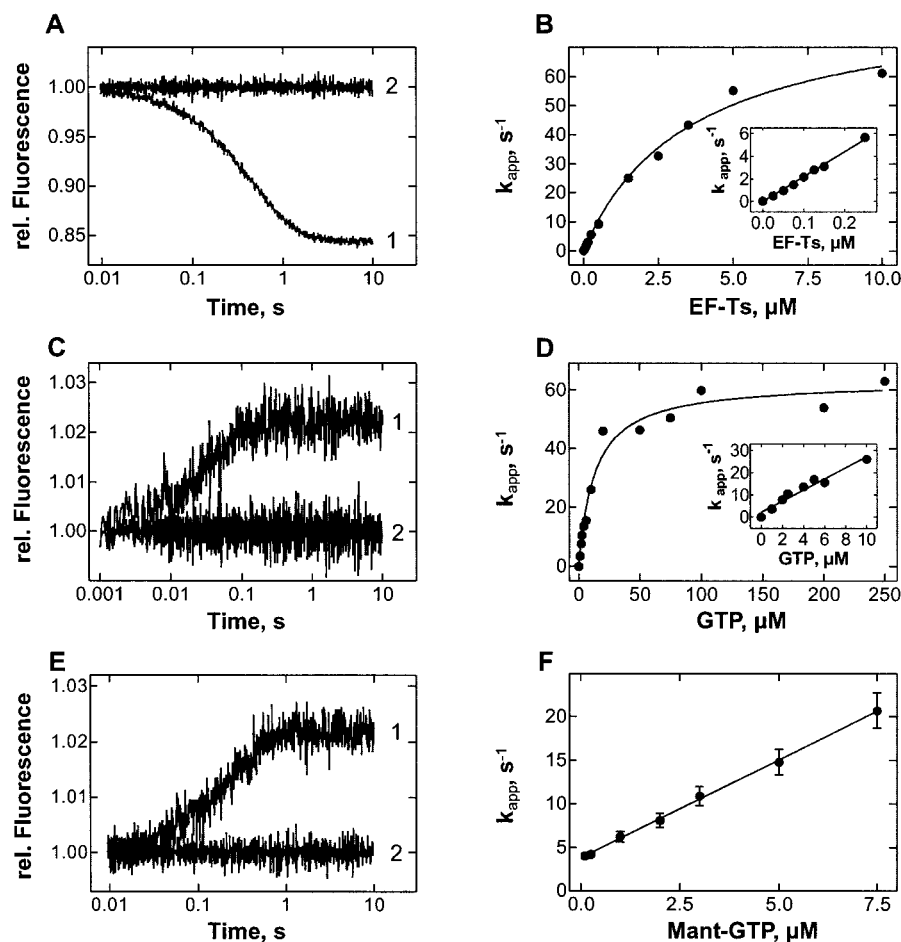 A
rel. Fluorescence
1.00
0.95
0.90
0.85
2
1
0.01 0.1 1 10
Time, s
B
k app, s-1
60
50
40
30
20
10
0
0.0 2.5 5.0 7.5 10.0
EF-Ts, µM
k app, s-1
6
4
2
0
0.0 0.2
EF-Ts, µM
C
rel. Fluorescence
1.03
1.02
1.01
1.00
1
2
0.001 0.01 0.1 1 10
Time, s
D
k app, s-1
60
40
20
0
0 50 100 150 200 250
GTP, µM
k app, s-1
30
20
10
0
0 2 4 6 8 10
GTP, µM
E
rel. Fluorescence
1.03
1.02
1.01
1.00
1
2
0.01 0.1 1 10
Time, s
F
k app, s-1
20
15
10
5
0
0 2.5 5.0 7.5
Mant-GTP, µM